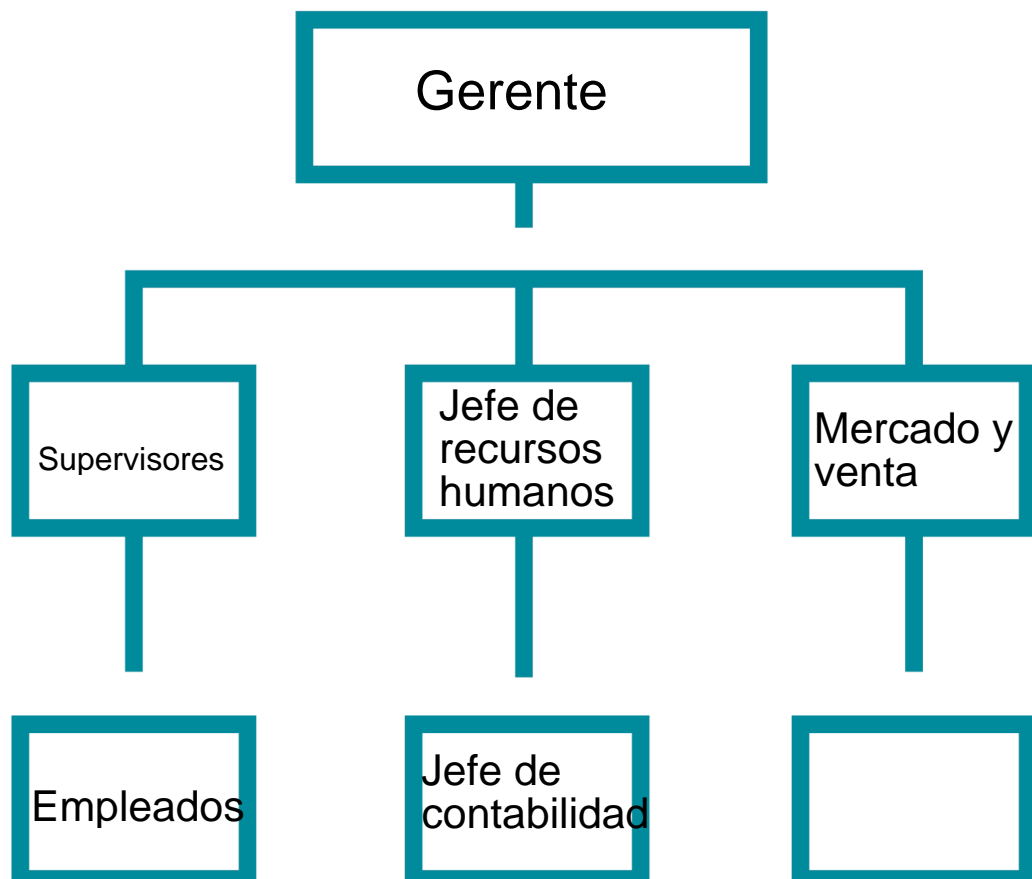 Gerente
Supervisores
Jefe de
recursos
humanos
Mercado y
venta
Empleados
Jefe de
contabilidad